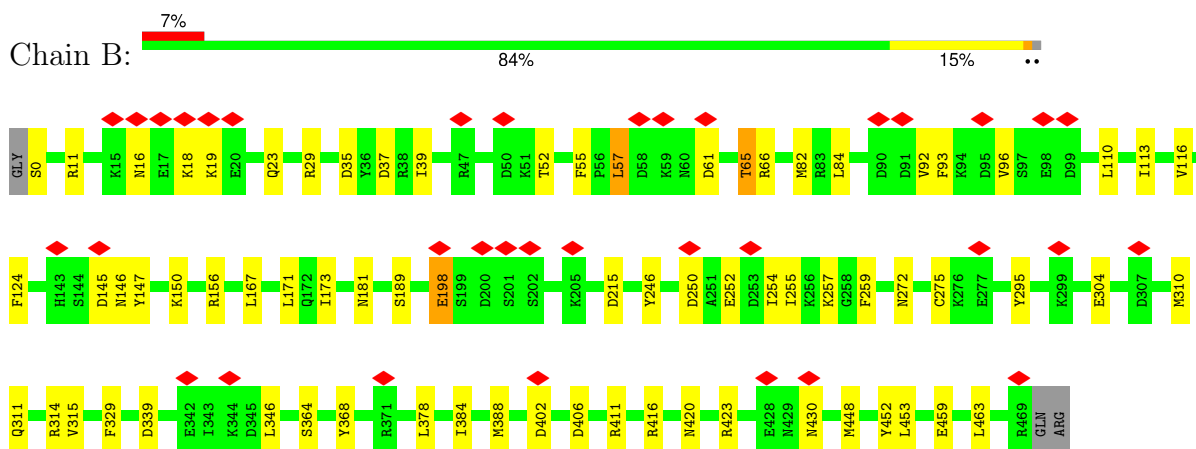 7%
Chain B:
84% 15% ••
GLY S0 R11 K15 N16 E17 K18 K19 E20 Q23 R29 D35 Y36 D37 R38 I39 R47 D50 K51 T52 F55 P56 L57 D58 K59 N60 D61 T65 R66 M82 R83 L84 D90 D91 V92 F93 K94 D95 V96 S97 E98 D99 L110 I113 V116
F124 H143 S144 D145 N146 Y147 K150 R156 L167 L171 Q172 I173 N181 S189 E198 S199 D200 S201 S202 K205 D215 Y246 D250 A251 E252 D253 I254 I255 K256 K257 G258 F259 N272 C275 K276 E277 Y295 K299 E304 D307 M310
Q311 R314 V315 F329 D339 E342 I343 K344 D345 L346 S364 Y368 R371 L378 I384 M388 D402 D406 R411 R416 N420 R423 E428 N429 N430 M448 Y452 L453 E459 L463 R469 GLN ARG